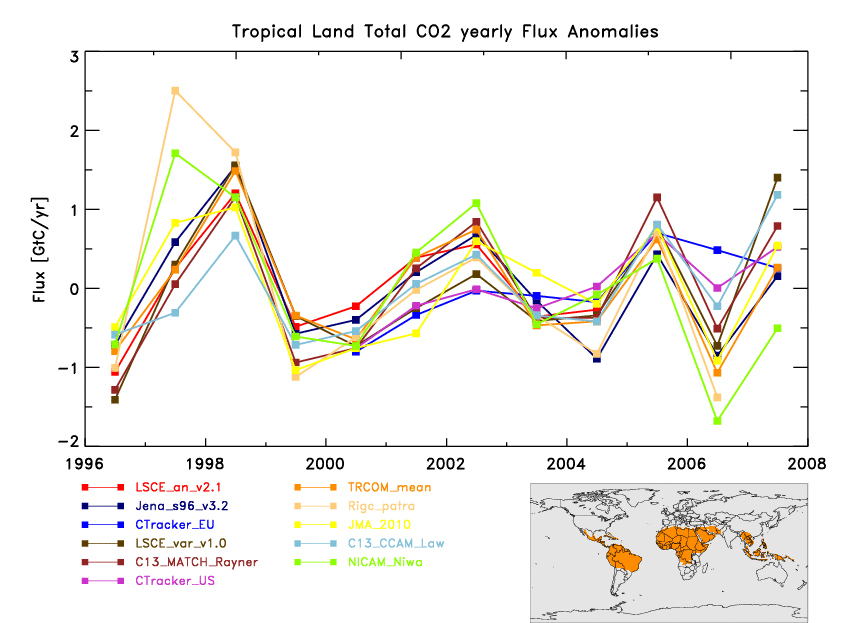 Tropical Land Total CO2 yearly Flux Anomalies
3
2
1
0
-1
-2
Flux [GtC/yr]
1996 1998 2000 2002 2004 2006 2008
LSCE_an_v2.1 TRCOM_mean
Jena_s96_v3.2 Rigc_patra
CTracker_EU JMA_2010
LSCE_var_v1.0 C13_CCAM_Law
C13_MATCH_Rayner NICAM_Niwa
CTracker_US